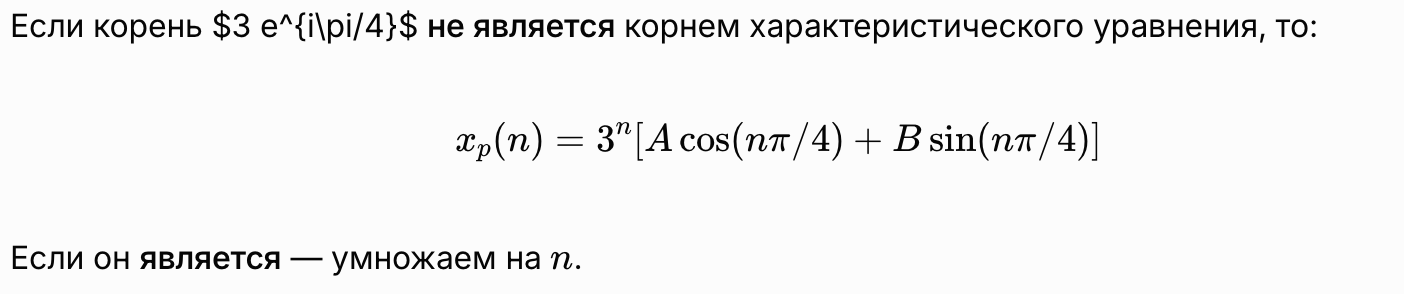 Если корень $3 e^{i\pi/4}$ не является корнем характеристического уравнения, то:
xₚ(n) = 3ⁿ[A cos(nπ/4) + B sin(nπ/4)]
Если он является — умножаем на n.